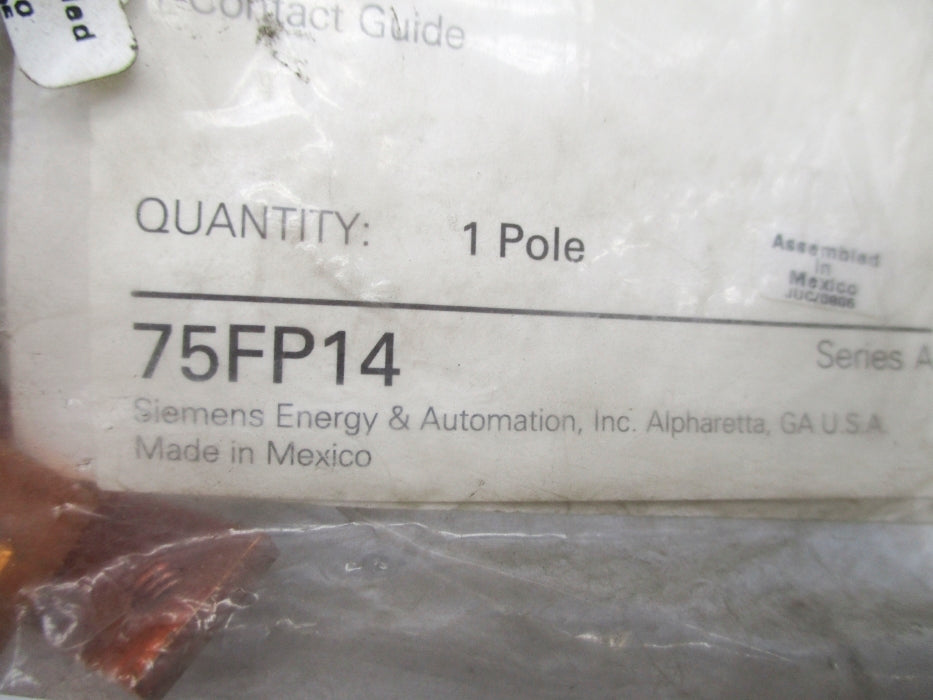 Contact Guide
QUANTITY: 1 Pole
Assembled
in
Mexico
75FP14
Series A
Siemens Energy & Automation, Inc. Alpharetta, GA U.S.A.
Made in Mexico